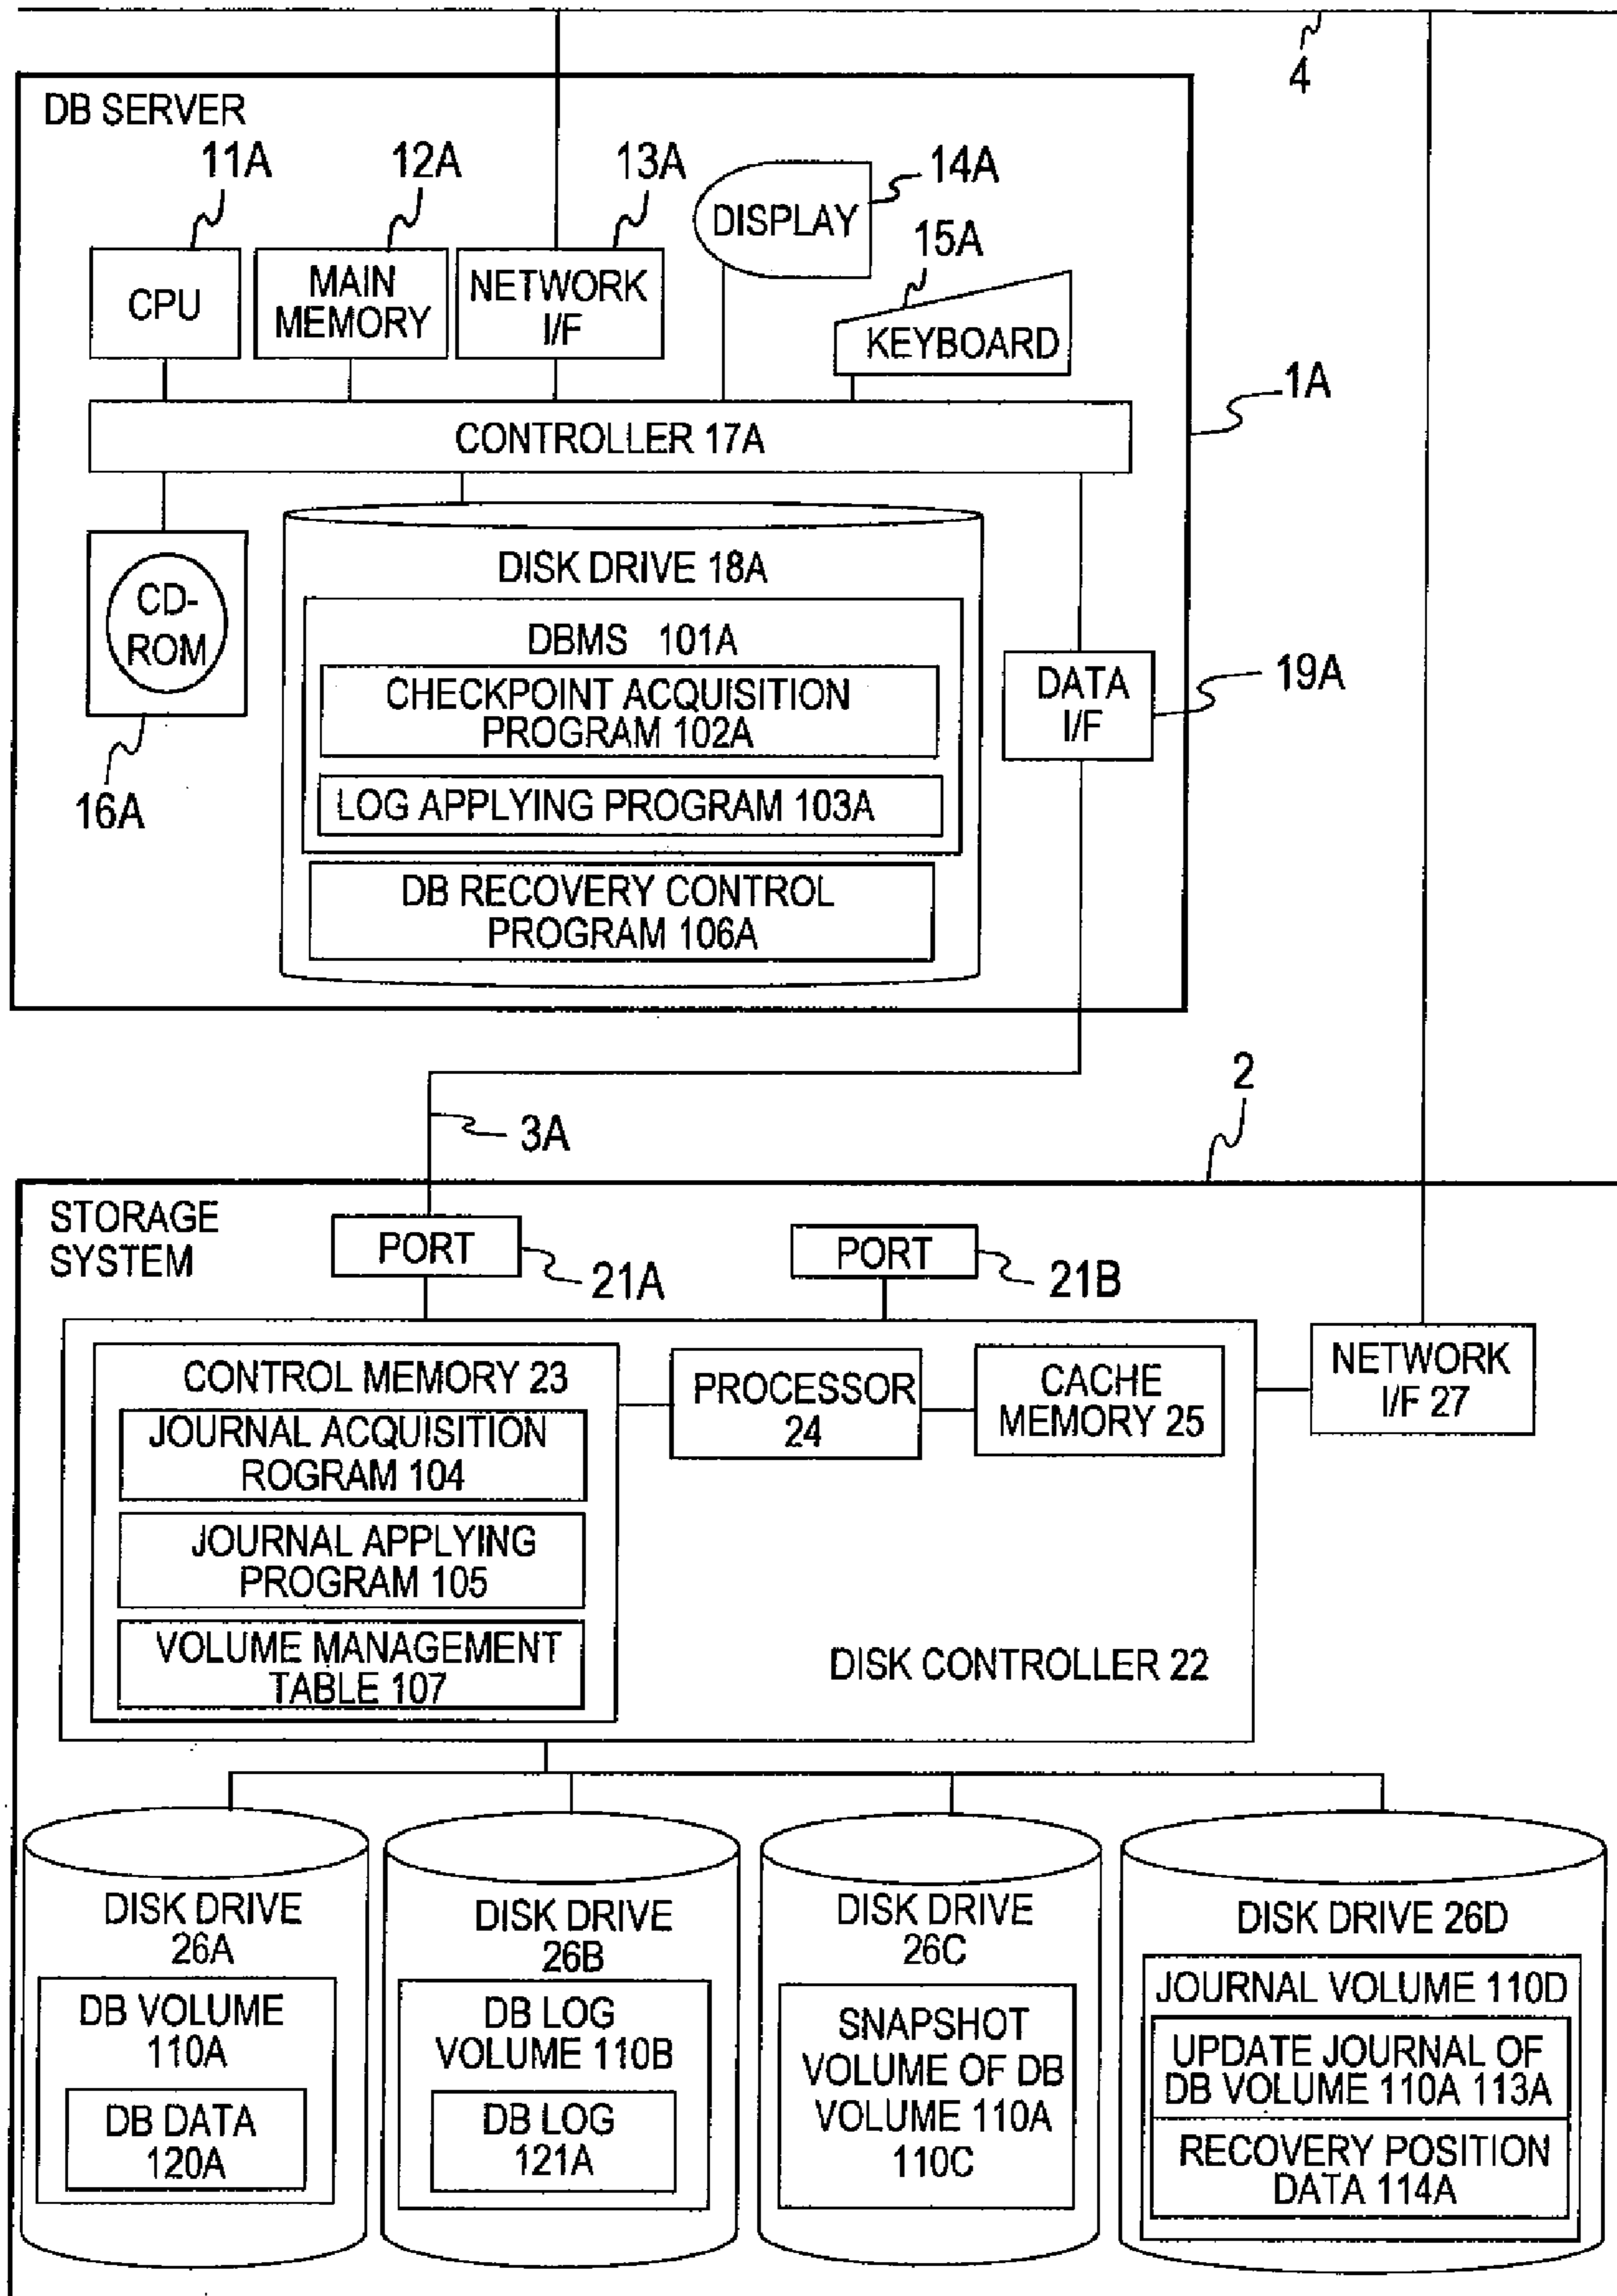 4
DB SERVER
11A
12A
13A
14A
15A
CPU
MAIN
MEMORY
NETWORK
I/F
DISPLAY
KEYBOARD
1A
CONTROLLER 17A
CD-
ROM
16A
DISK DRIVE 18A
DBMS 101A
CHECKPOINT ACQUISITION
PROGRAM 102A
LOG APPLYING PROGRAM 103A
DB RECOVERY CONTROL
PROGRAM 106A
DATA
I/F
19A
3A
2
STORAGE
SYSTEM
PORT
21A
PORT
21B
CONTROL MEMORY 23
JOURNAL ACQUISITION
ROGRAM 104
JOURNAL APPLYING
PROGRAM 105
VOLUME MANAGEMENT
TABLE 107
PROCESSOR
24
CACHE
MEMORY 25
NETWORK
I/F 27
DISK CONTROLLER 22
DISK DRIVE
26A
DB VOLUME
110A
DB DATA
120A
DISK DRIVE
26B
DB LOG
VOLUME 110B
DB LOG
121A
DISK DRIVE
26C
SNAPSHOT
VOLUME OF DB
VOLUME 110A
110C
DISK DRIVE 26D
JOURNAL VOLUME 110D
UPDATE JOURNAL OF
DB VOLUME 110A 113A
RECOVERY POSITION
DATA 114A